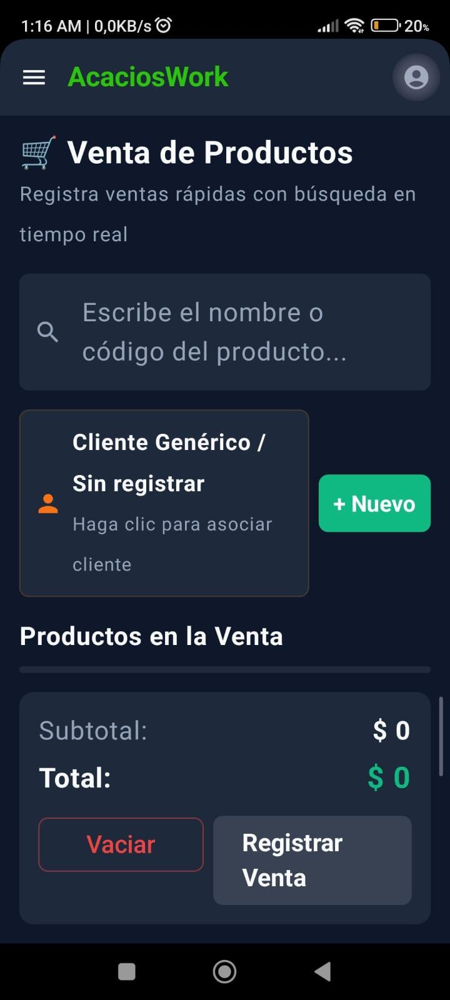 1:16 AM | 0,0KB/s
20%
AcaciosWork
Venta de Productos
Registra ventas rápidas con búsqueda en
tiempo real
Escribe el nombre o
código del producto...
Cliente Genérico /
Sin registrar
Haga clic para asociar
cliente
+ Nuevo
Productos en la Venta
Subtotal: $ 0
Total: $ 0
Vaciar
Registrar
Venta